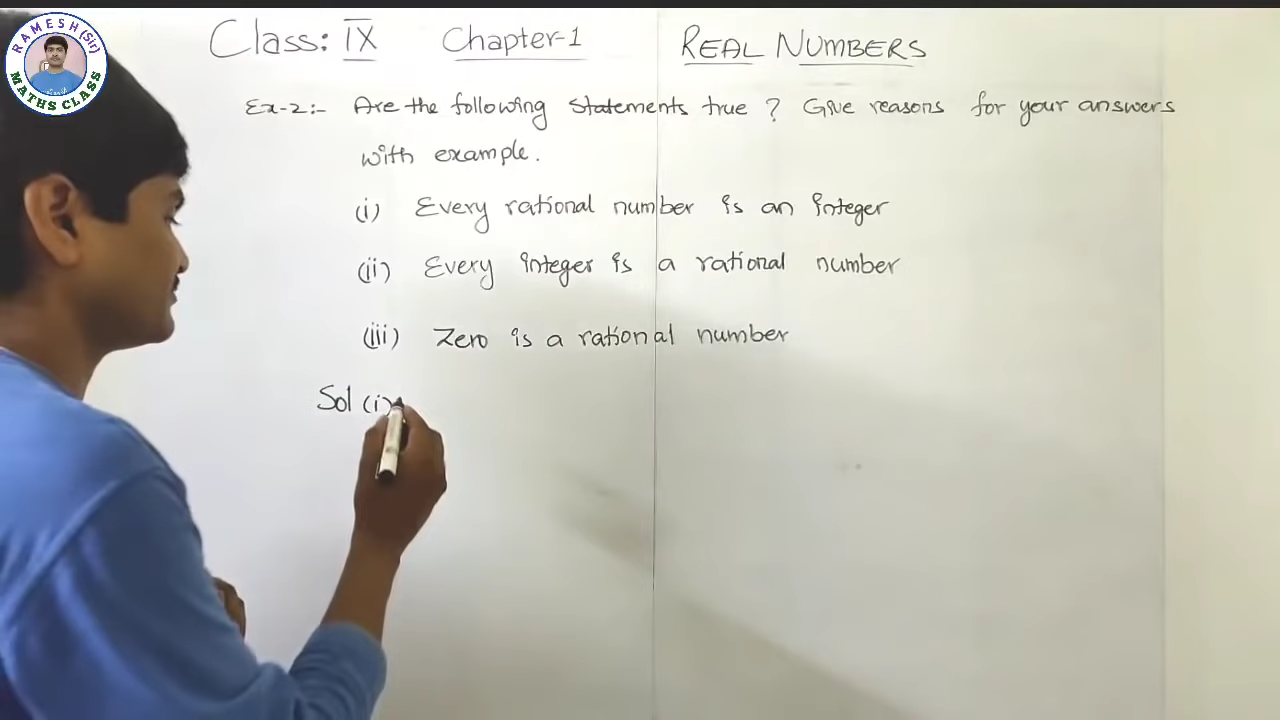 RAMESH (Sir)
MATHS CLASS
Class: IX Chapter-1 REAL NUMBERS
Ex-2:- Are the following Statements true ? Give reasons for your answers
with example.
(i) Every rational number is an integer
(ii) Every integer is a rational number
(iii) Zero is a rational number
Sol (i)